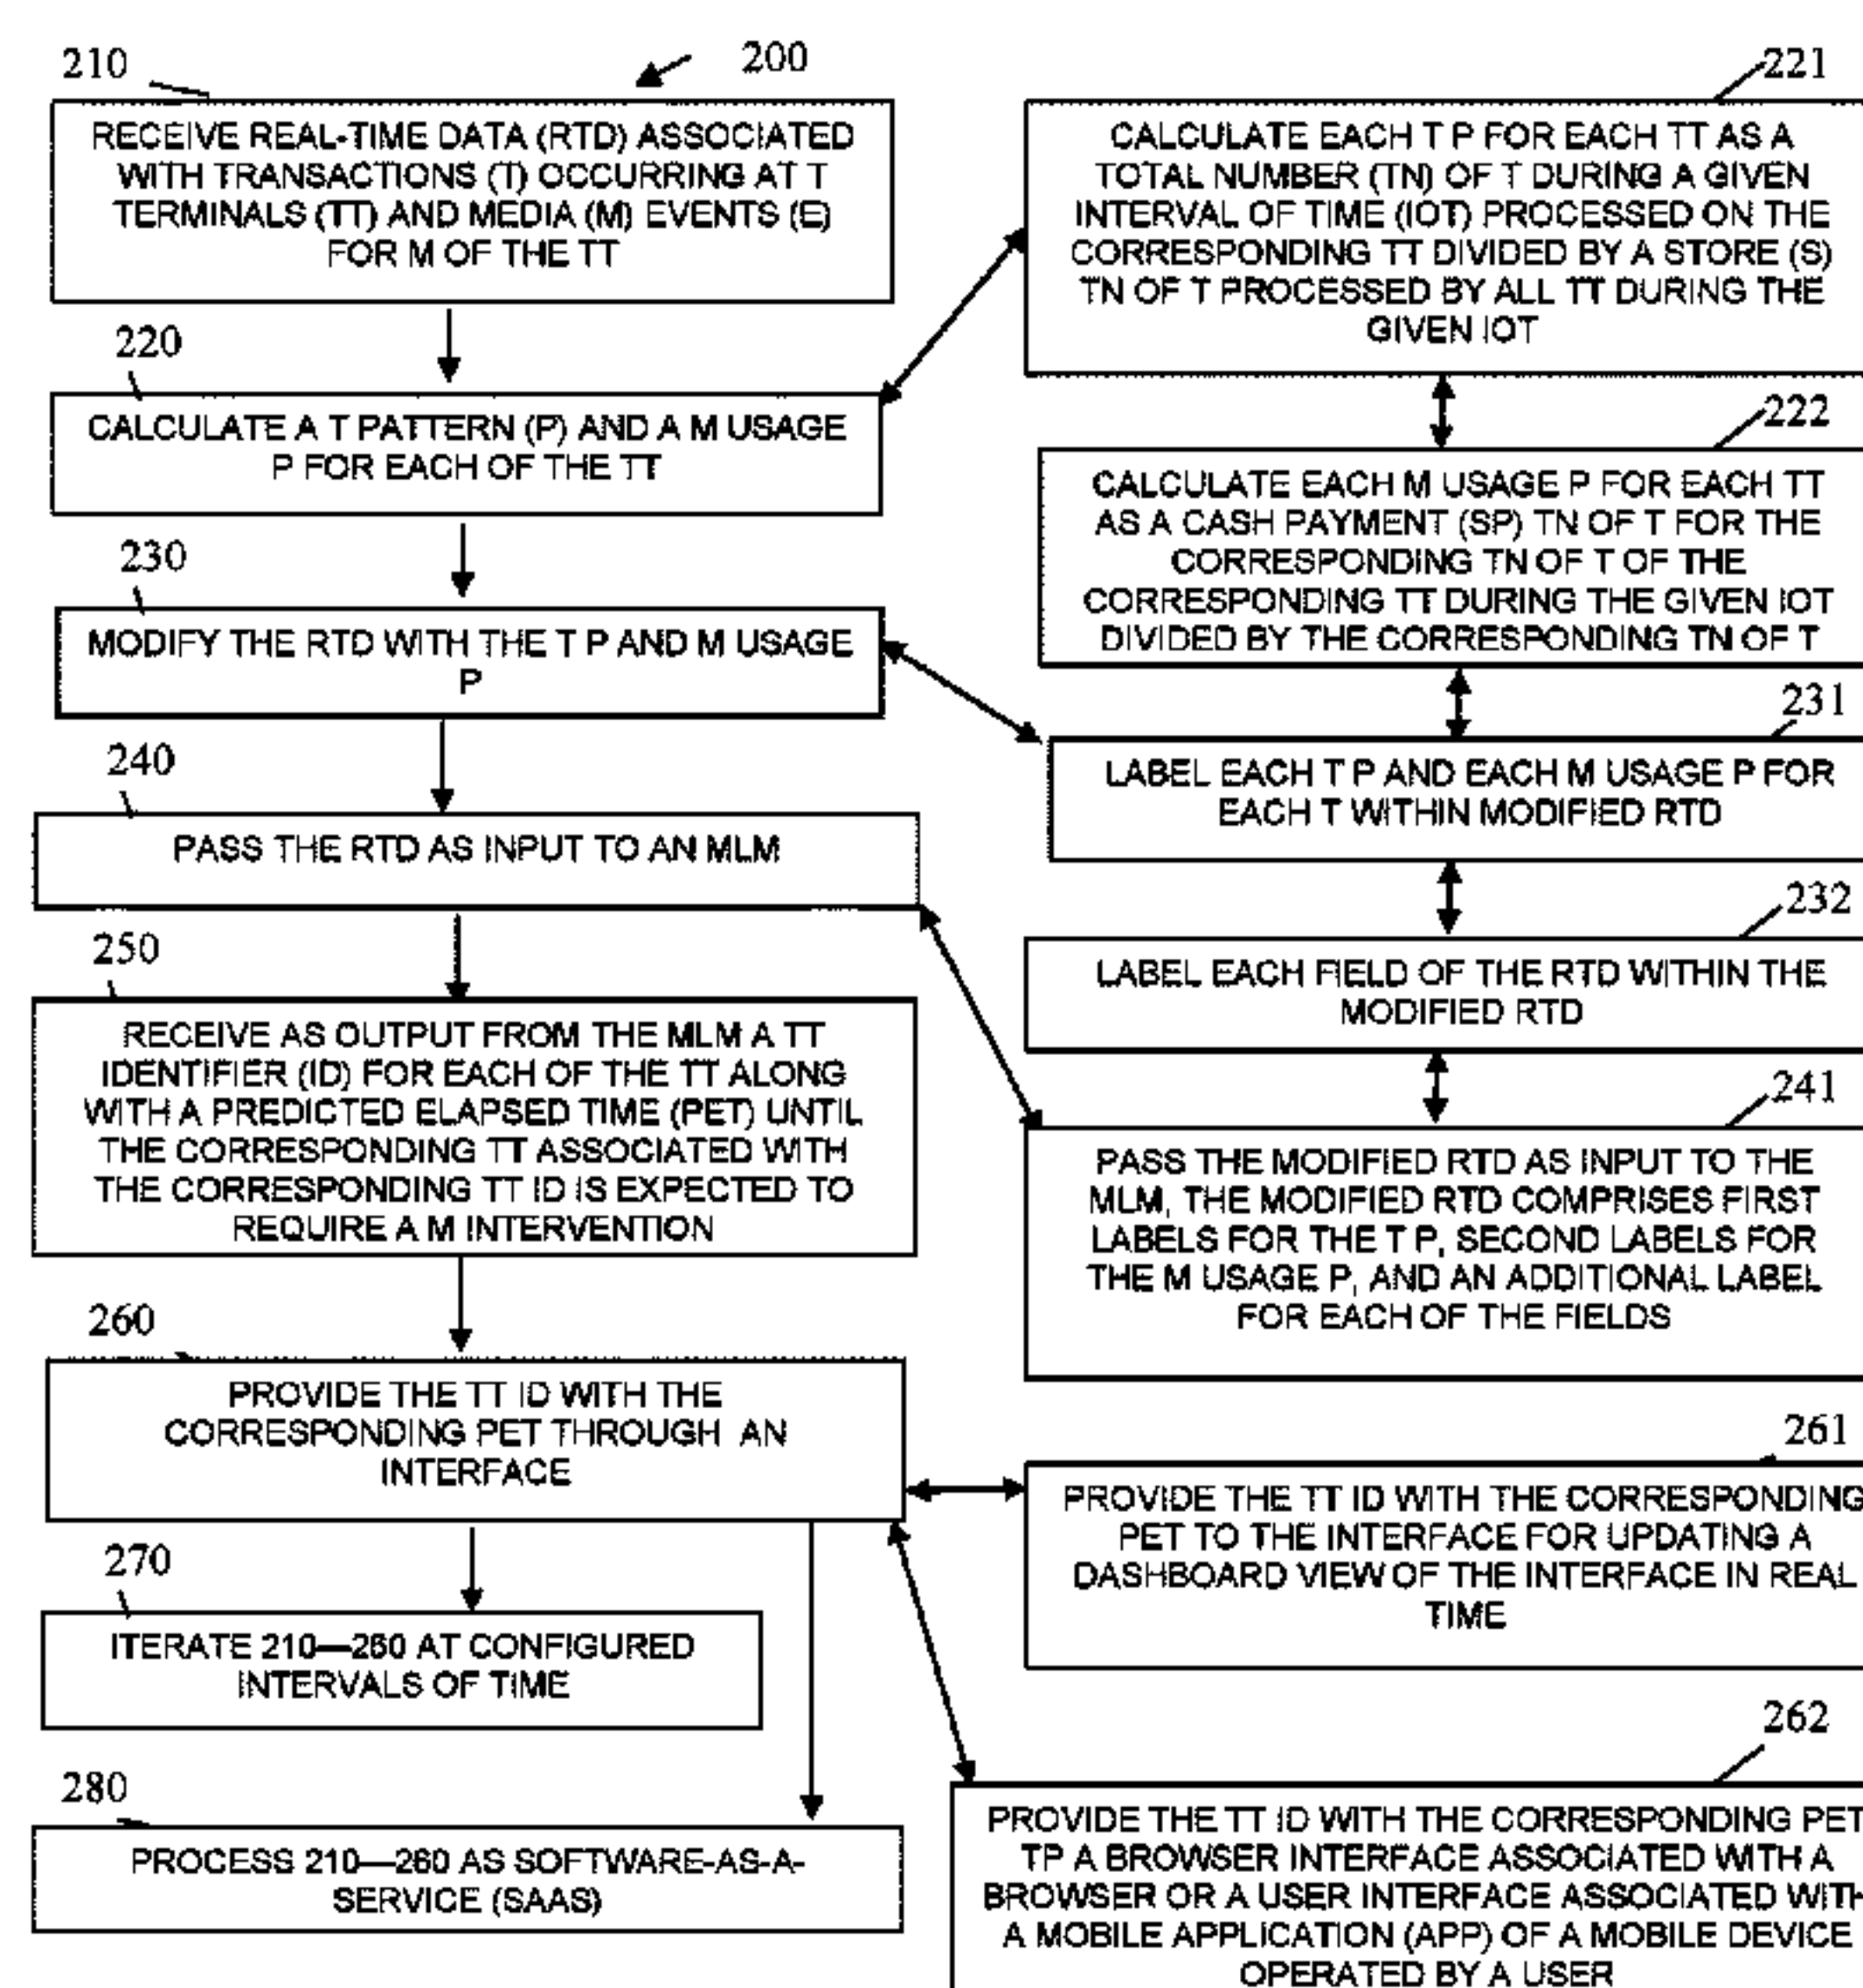 200
210
RECEIVE REAL-TIME DATA (RTD) ASSOCIATED
WITH TRANSACTIONS (T) OCCURRING AT T
TERMINALS (TT) AND MEDIA (M) EVENTS (E)
FOR M OF THE TT
220
CALCULATE A T PATTERN (P) AND A M USAGE
P FOR EACH OF THE TT
230
MODIFY THE RTD WITH THE T P AND M USAGE
P
240
PASS THE RTD AS INPUT TO AN MLM
250
RECEIVE AS OUTPUT FROM THE MLM A TT
IDENTIFIER (ID) FOR EACH OF THE TT ALONG
WITH A PREDICTED ELAPSED TIME (PET) UNTIL
THE CORRESPONDING TT ASSOCIATED WITH
THE CORRESPONDING TT ID IS EXPECTED TO
REQUIRE A M INTERVENTION
260
PROVIDE THE TT ID WITH THE
CORRESPONDING PET THROUGH AN
INTERFACE
270
ITERATE 210—260 AT CONFIGURED
INTERVALS OF TIME
280
PROCESS 210—260 AS SOFTWARE-AS-A-
SERVICE (SAAS)
221
CALCULATE EACH T P FOR EACH TT AS A
TOTAL NUMBER (TN) OF T DURING A GIVEN
INTERVAL OF TIME (IOT) PROCESSED ON THE
CORRESPONDING TT DIVIDED BY A STORE (S)
TN OF T PROCESSED BY ALL TT DURING THE
GIVEN IOT
222
CALCULATE EACH M USAGE P FOR EACH TT
AS A CASH PAYMENT (SP) TN OF T FOR THE
CORRESPONDING TN OF T OF THE
CORRESPONDING TT DURING THE GIVEN IOT
DIVIDED BY THE CORRESPONDING TN OF T
231
LABEL EACH T P AND EACH M USAGE P FOR
EACH T WITHIN MODIFIED RTD
232
LABEL EACH FIELD OF THE RTD WITHIN THE
MODIFIED RTD
241
PASS THE MODIFIED RTD AS INPUT TO THE
MLM, THE MODIFIED RTD COMPRISES FIRST
LABELS FOR THE T P, SECOND LABELS FOR
THE M USAGE P, AND AN ADDITIONAL LABEL
FOR EACH OF THE FIELDS
261
PROVIDE THE TT ID WITH THE CORRESPONDING
PET TO THE INTERFACE FOR UPDATING A
DASHBOARD VIEW OF THE INTERFACE IN REAL
TIME
262
PROVIDE THE TT ID WITH THE CORRESPONDING PET
TP A BROWSER INTERFACE ASSOCIATED WITH A
BROWSER OR A USER INTERFACE ASSOCIATED WITH
A MOBILE APPLICATION (APP) OF A MOBILE DEVICE
OPERATED BY A USER